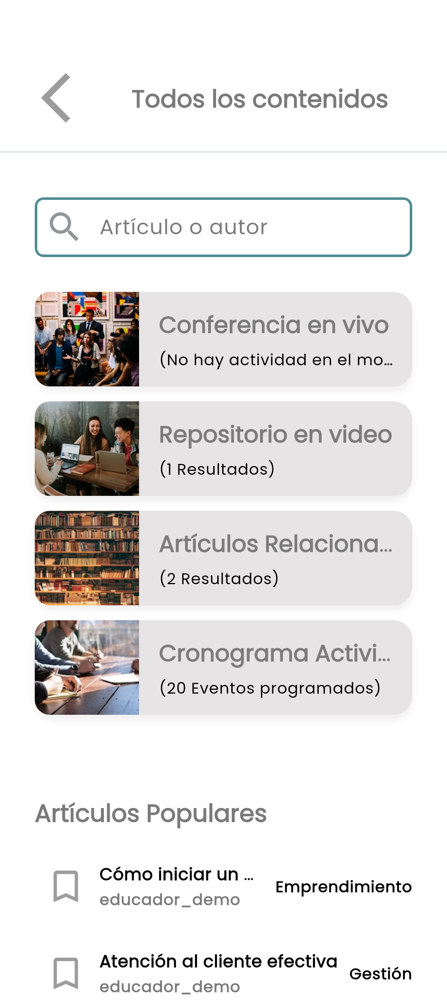 Todos los contenidos
Artículo o autor
Conferencia en vivo
(No hay actividad en el mo...
Repositorio en video
(1 Resultados)
Artículos Relaciona...
(2 Resultados)
Cronograma Activi...
(20 Eventos programados)
Artículos Populares
Cómo iniciar un ...
Emprendimiento
educador_demo
Atención al cliente efectiva
Gestión
educador_demo